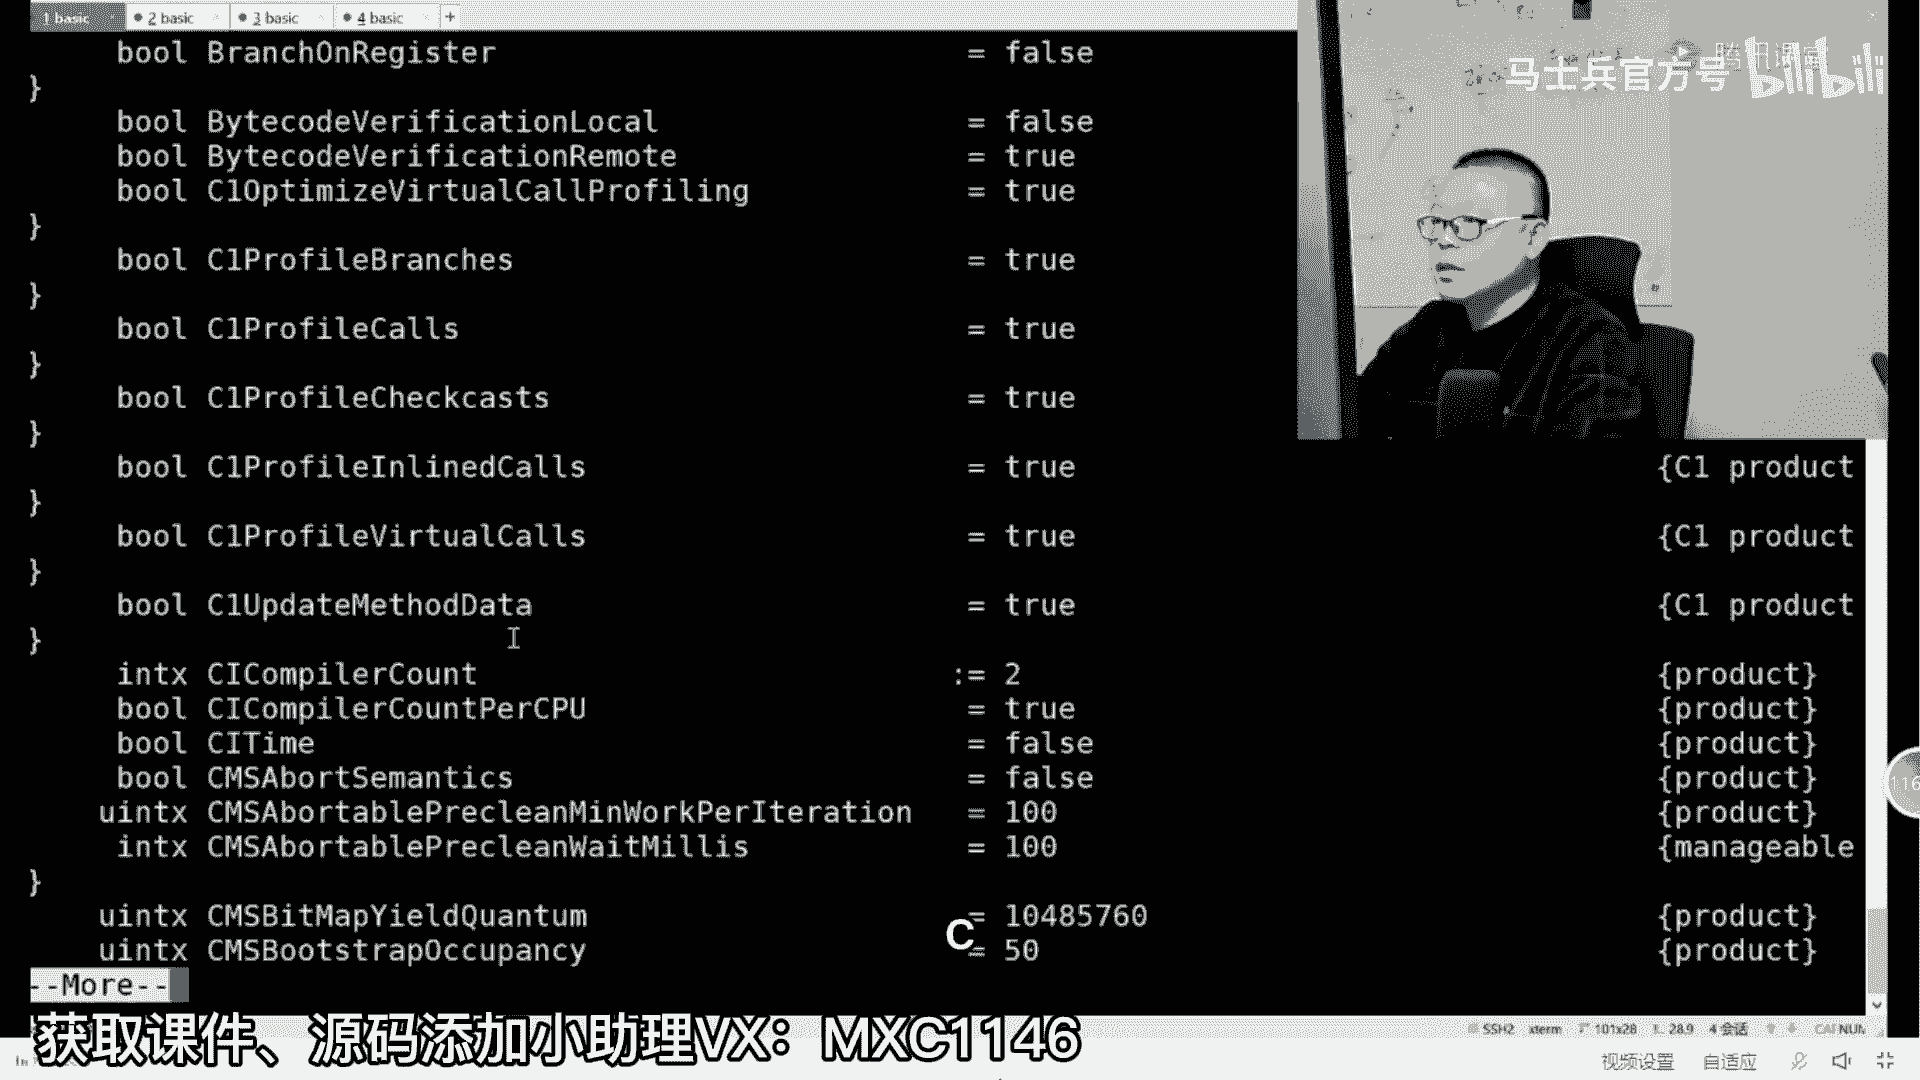 1 basic 2 basic 3 basic 4 basic +
马士兵官方号 bilibili
腾讯课堂
bool BranchOnRegister = false
}
bool BytecodeVerificationLocal = false
bool BytecodeVerificationRemote = true
bool C1OptimizeVirtualCallProfiling = true
}
bool C1ProfileBranches = true
}
bool C1ProfileCalls = true
}
bool C1ProfileCheckcasts = true
}
bool C1ProfileInlinedCalls = true {C1 product
}
bool C1ProfileVirtualCalls = true {C1 product
}
bool C1UpdateMethodData = true {C1 product
}
intx CICompilerCount := 2 {product}
bool CICompilerCountPerCPU = true {product}
bool CITime = false {product}
bool CMSAbortSemantics = false {product}
uintx CMSAbortablePrecleanMinWorkPerIteration = 100 {product}
intx CMSAbortablePrecleanWaitMillis = 100 {manageable
}
uintx CMSBitMapYieldQuantum = 10485760 {product}
uintx CMSBootstrapOccupancy = 50 {product}
C
--More--
116
获取课件、源码添加小助理VX：MXC1146
SSH2 xterm 101x28 28,9 4 会话 CAP NUM
视频设置 自适应